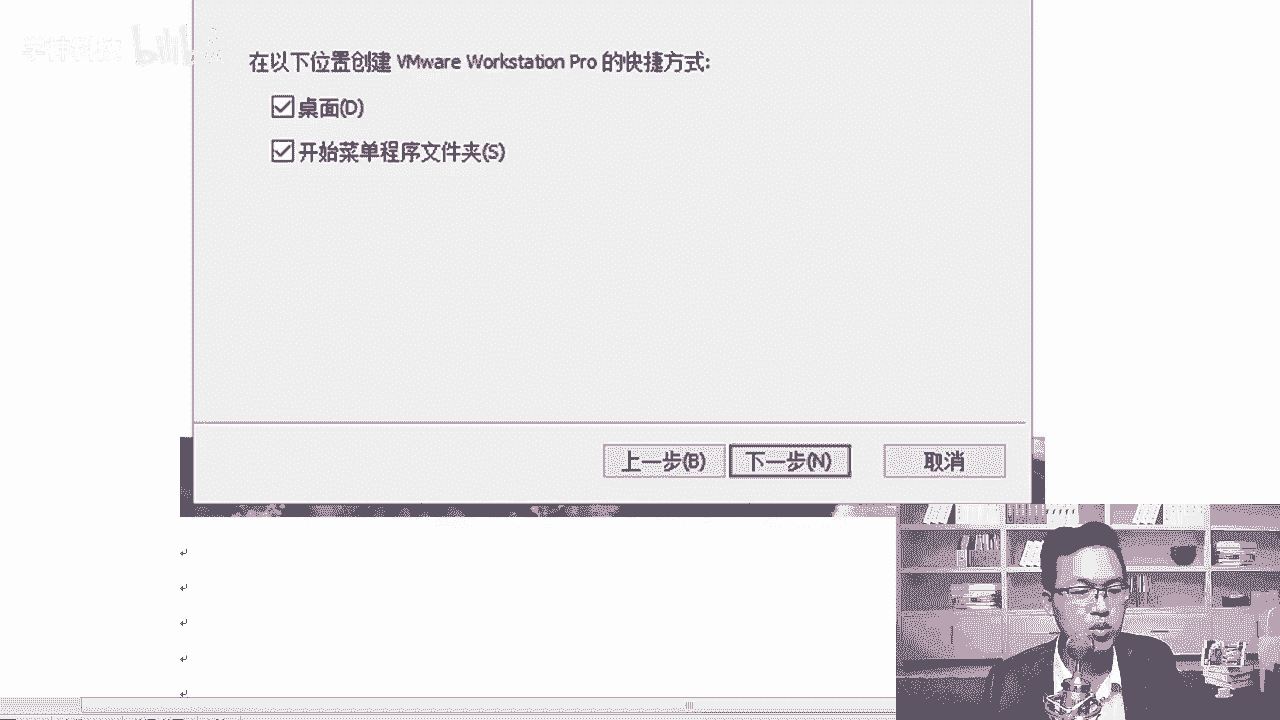 在以下位置创建 VMware Workstation Pro 的快捷方式:
桌面(D)
开始菜单程序文件夹(S)
上一步(B) 下一步(N) 取消